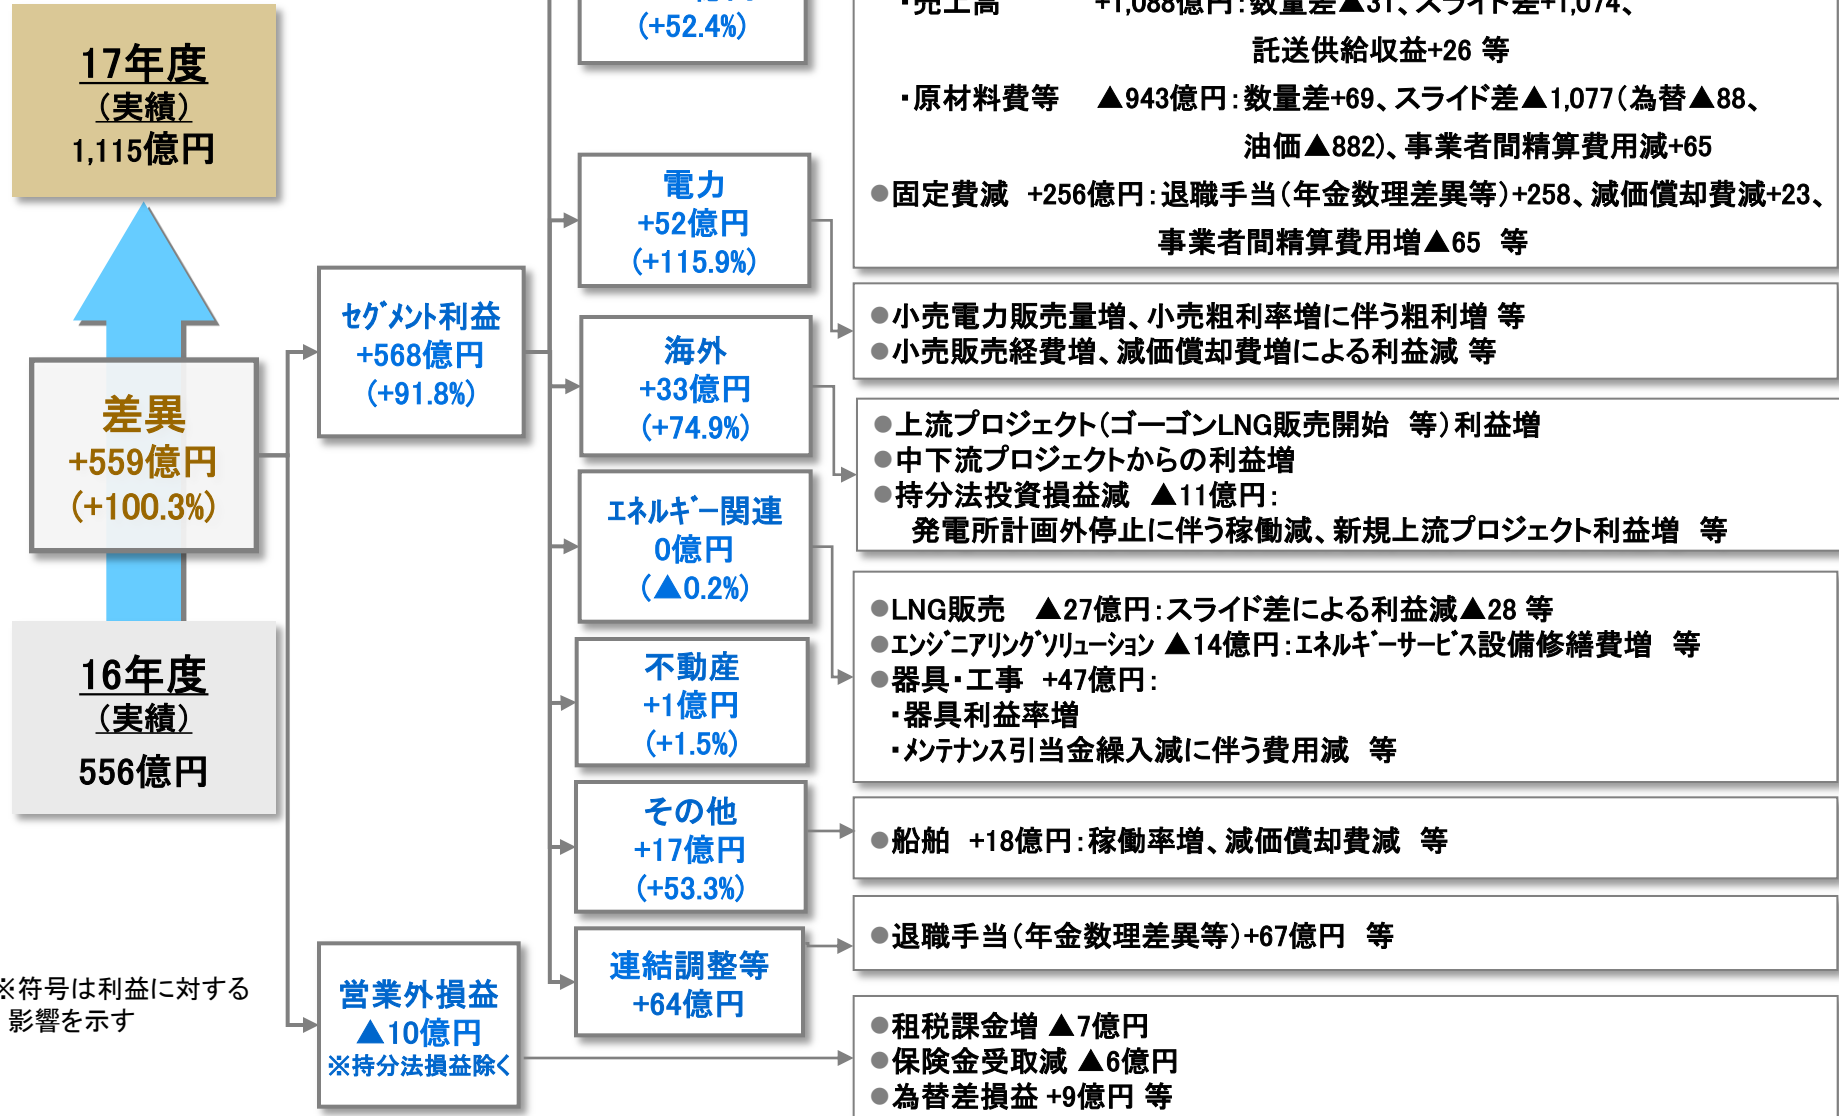 17年度
(実績)
1,115億円
差異
+559億円
(+100.3%)
16年度
(実績)
556億円
※符号は利益に対する
影響を示す
セグメント利益
+568億円
(+91.8%)
営業外損益
▲10億円
※持分法損益除く
(+52.4%)
電力
+52億円
(+115.9%)
海外
+33億円
(+74.9%)
エネルギー関連
0億円
(▲0.2%)
不動産
+1億円
(+1.5%)
その他
+17億円
(+53.3%)
連結調整等
+64億円
・売上高 +1,088億円:数量差▲31、スライド差+1,074、
託送供給収益+26 等
・原材料費等 ▲943億円:数量差+69、スライド差▲1,077(為替▲88、
油価▲882)、事業者間精算費用減+65
●固定費減 +256億円:退職手当(年金数理差異等)+258、減価償却費減+23、
事業者間精算費用増▲65 等
●小売電力販売量増、小売粗利率増に伴う粗利増 等
●小売販売経費増、減価償却費増による利益減 等
●上流プロジェクト(ゴーゴンLNG販売開始 等)利益増
●中下流プロジェクトからの利益増
●持分法投資損益減 ▲11億円:
発電所計画外停止に伴う稼働減、新規上流プロジェクト利益増 等
●LNG販売 ▲27億円:スライド差による利益減▲28 等
●エンジニアリングソリューション ▲14億円:エネルギーサービス設備修繕費増 等
●器具・工事 +47億円:
・器具利益率増
・メンテナンス引当金繰入減に伴う費用減 等
●船舶 +18億円:稼働率増、減価償却費減 等
●退職手当(年金数理差異等)+67億円 等
●租税課金増 ▲7億円
●保険金受取減 ▲6億円
●為替差損益 +9億円 等